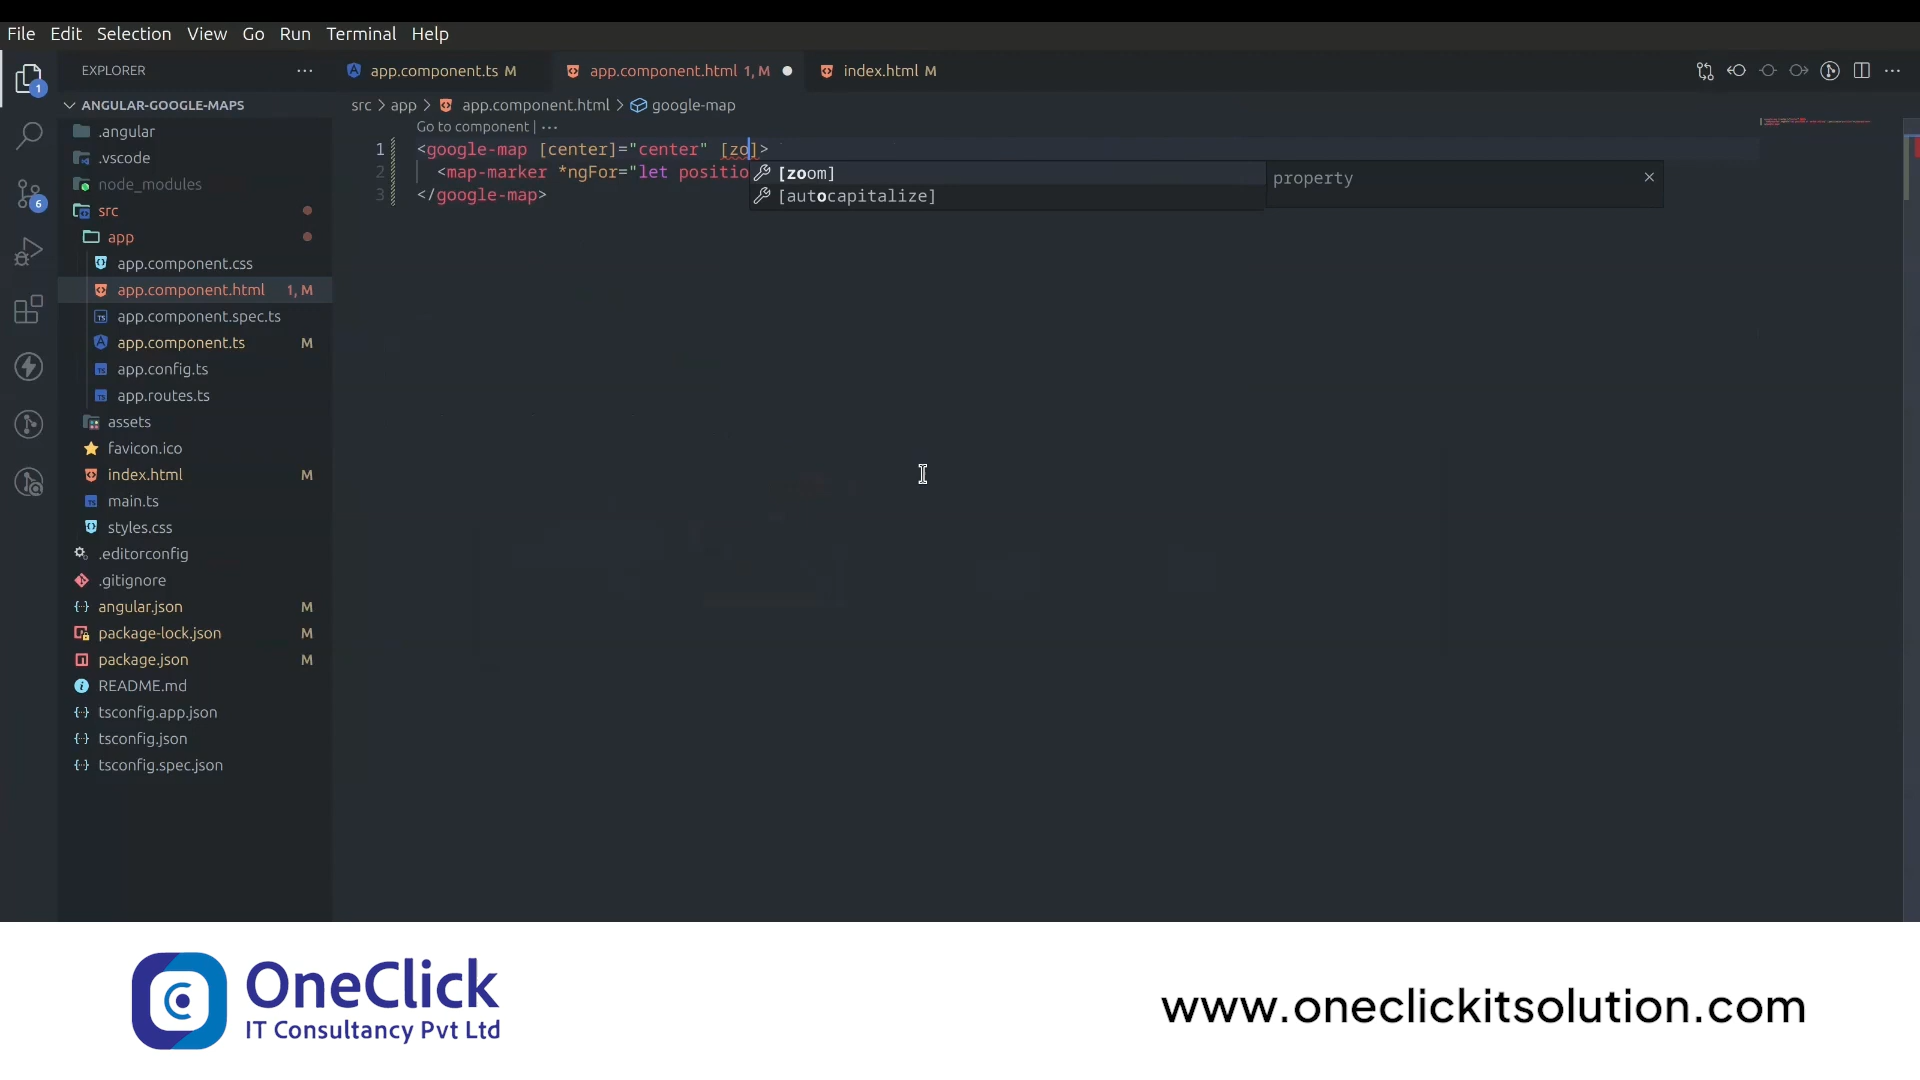 File Edit Selection View Go Run Terminal Help
EXPLORER ···
app.component.ts M
app.component.html 1, M
index.html M
ANGULAR-GOOGLE-MAPS
src > app > app.component.html > google-map
Go to component | ···
1 <google-map [center]="center" [zo]>
2 <map-marker *ngFor="let positio
3 </google-map>
[zoom]
[autocapitalize]
property
.angular
.vscode
node_modules
src
app
app.component.css
app.component.html 1, M
app.component.spec.ts
app.component.ts M
app.config.ts
app.routes.ts
assets
favicon.ico
index.html M
main.ts
styles.css
.editorconfig
.gitignore
angular.json M
package-lock.json M
package.json M
README.md
tsconfig.app.json
tsconfig.json
tsconfig.spec.json
1
6
OneClick
IT Consultancy Pvt Ltd
www.oneclickitsolution.com